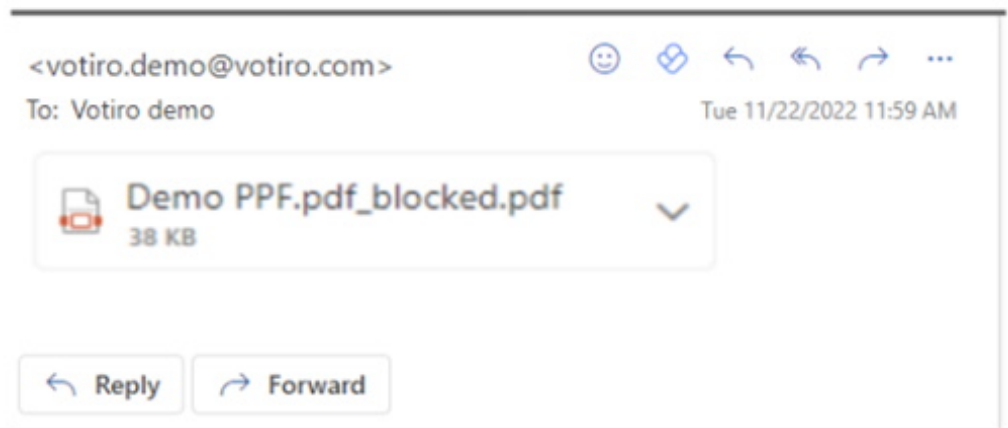 <votiro.demo@votiro.com>
To: Votiro demo
Tue 11/22/2022 11:59 AM
Demo PPF.pdf_blocked.pdf
38 KB
Reply
Forward